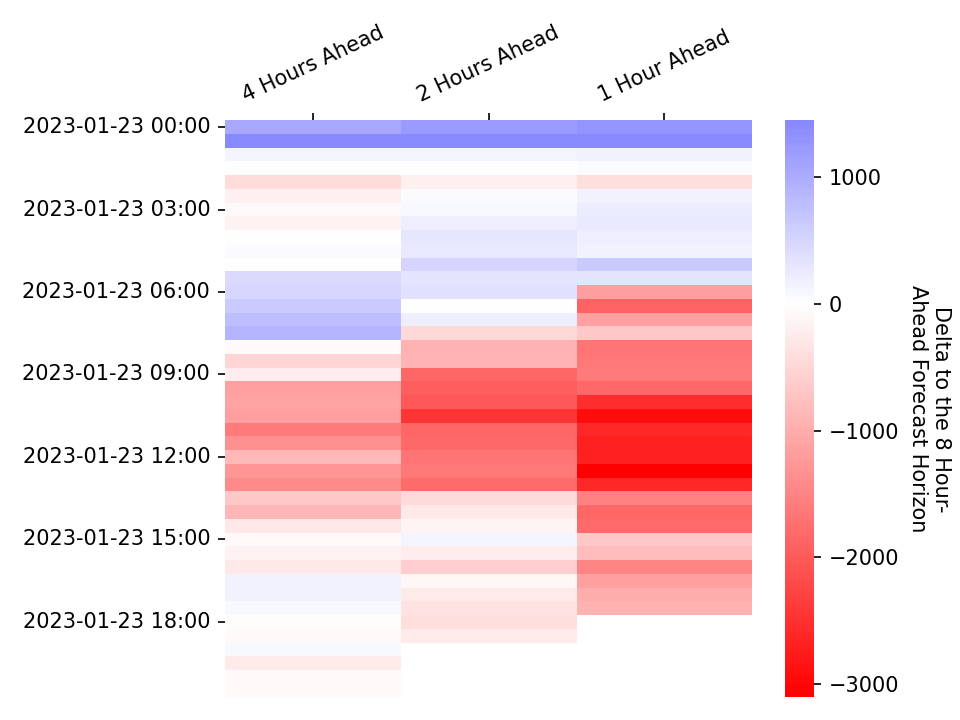 4 Hours Ahead
2 Hours Ahead
1 Hour Ahead
2023-01-23 00:00
2023-01-23 03:00
2023-01-23 06:00
2023-01-23 09:00
2023-01-23 12:00
2023-01-23 15:00
2023-01-23 18:00
1000
0
−1000
−2000
−3000
Delta to the 8 Hour-
Ahead Forecast Horizon